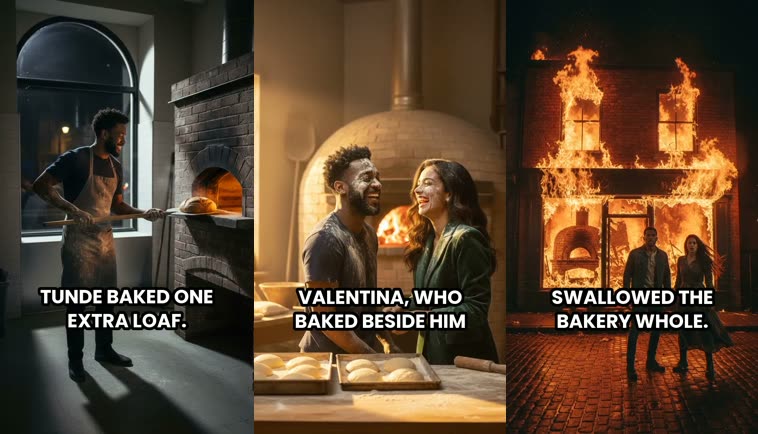 TUNDE BAKED ONE
EXTRA LOAF.
VALENTINA, WHO
BAKED BESIDE HIM
SWALLOWED THE
BAKERY WHOLE.